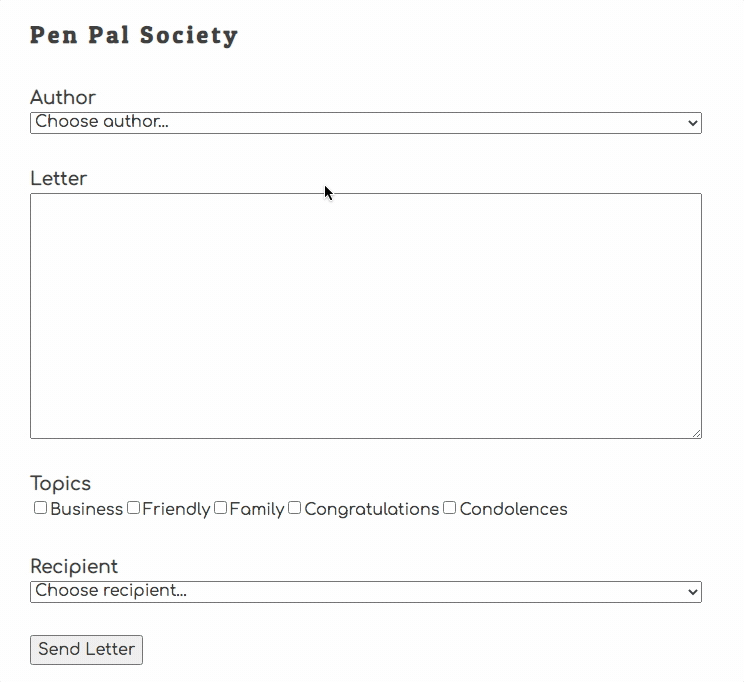 Pen Pal Society
Author
Choose author...
Letter
Topics
Business Friendly Family Congratulations Condolences
Recipient
Choose recipient...
Send Letter